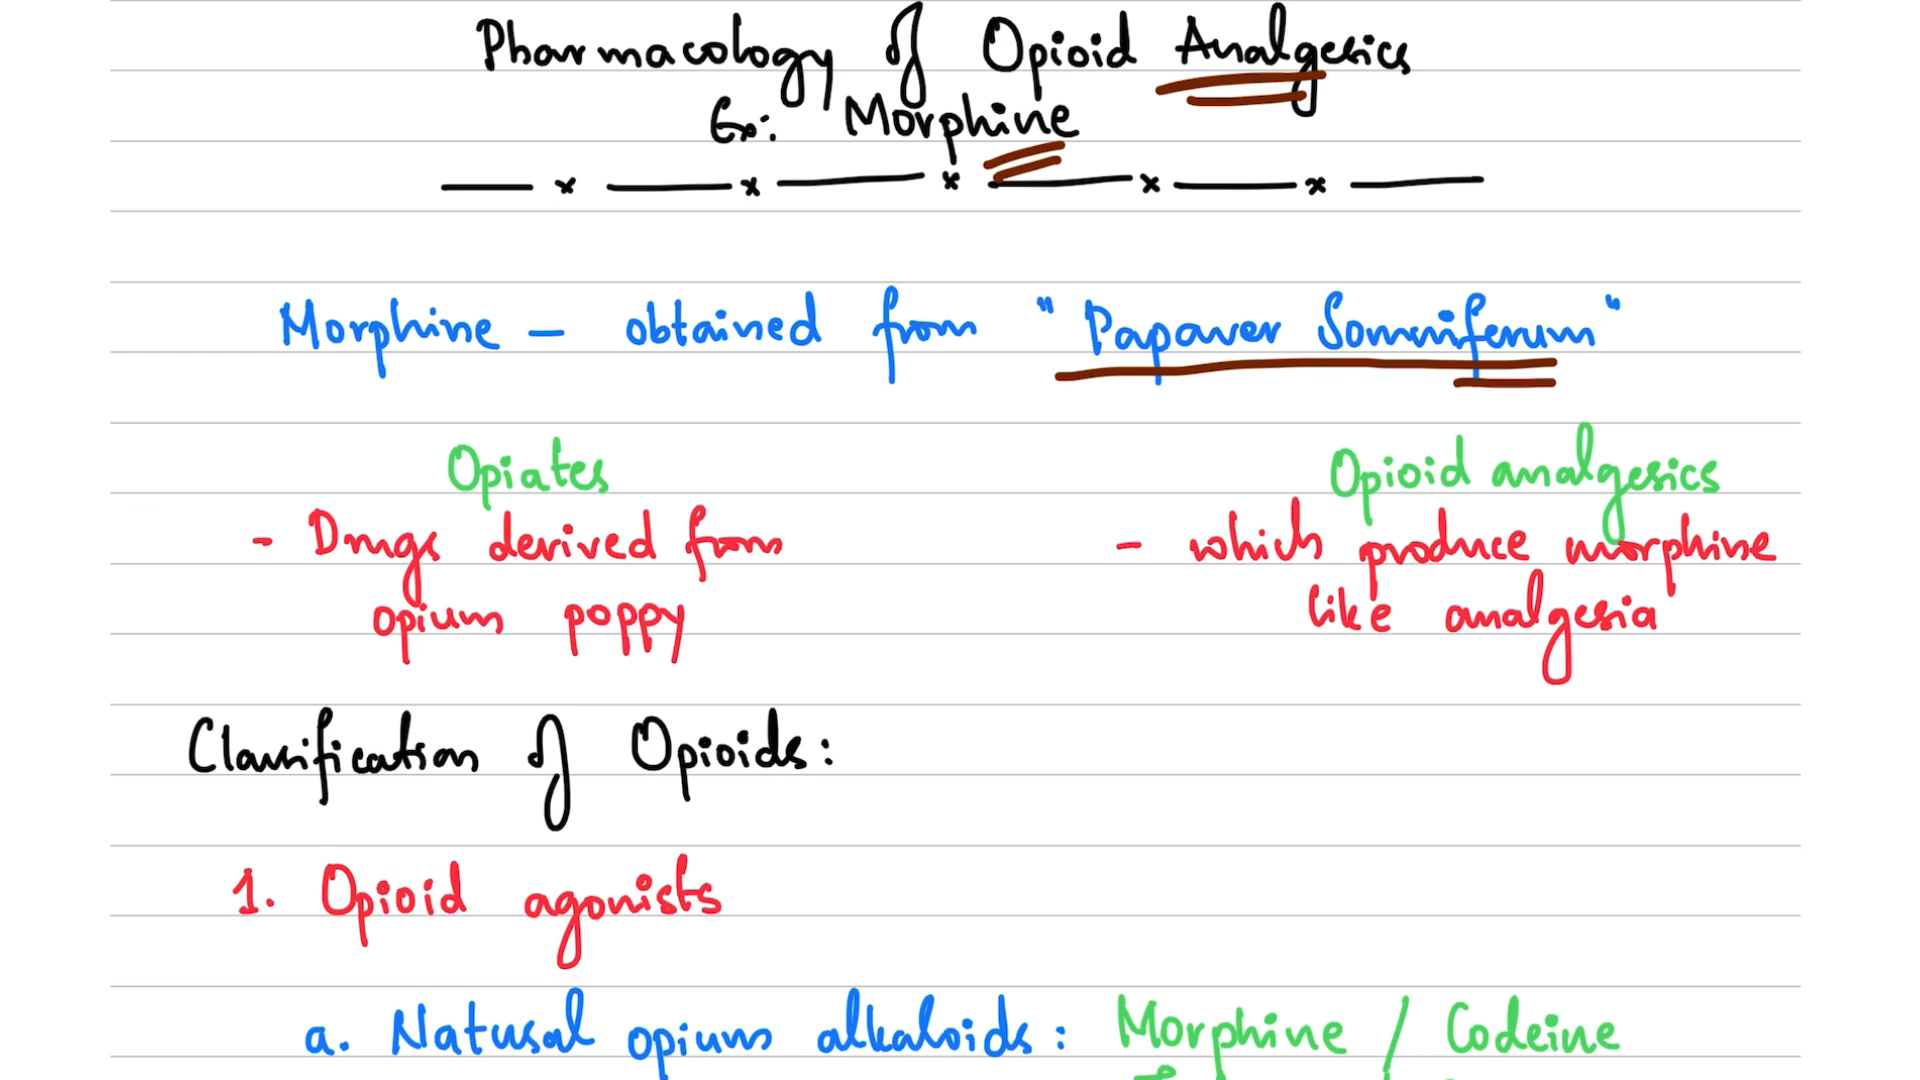 Pharmacology of Opioid Analgesics
Ex: Morphine
Morphine - obtained from "Papaver Somniferum"
Opiates
Opioid analgesics
- Drugs derived from
opium poppy
- which produce morphine
like analgesia
Classification of Opioids:
1. Opioid agonists
a. Natural opium alkaloids: Morphine / Codeine